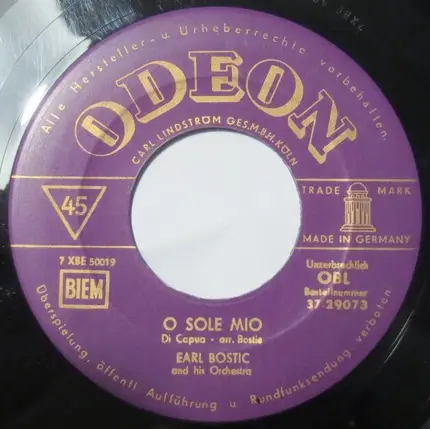 Alle Hersteller- u Urheberrechte vorbehalten.
ODEON
CARL LINDSTRÖM GES.M.B.H. KÖLN
45
TRADE MARK
MADE IN GERMANY
7 XBE 50019
BIEM
Unzerbrechlich
OBL
Bestellnummer
37 29073
O SOLE MIO
Di Capua - arr. Bostic
EARL BOSTIC
and his Orchestra
Überspielung, öffentl Aufführung u Rundfunksendung verboten